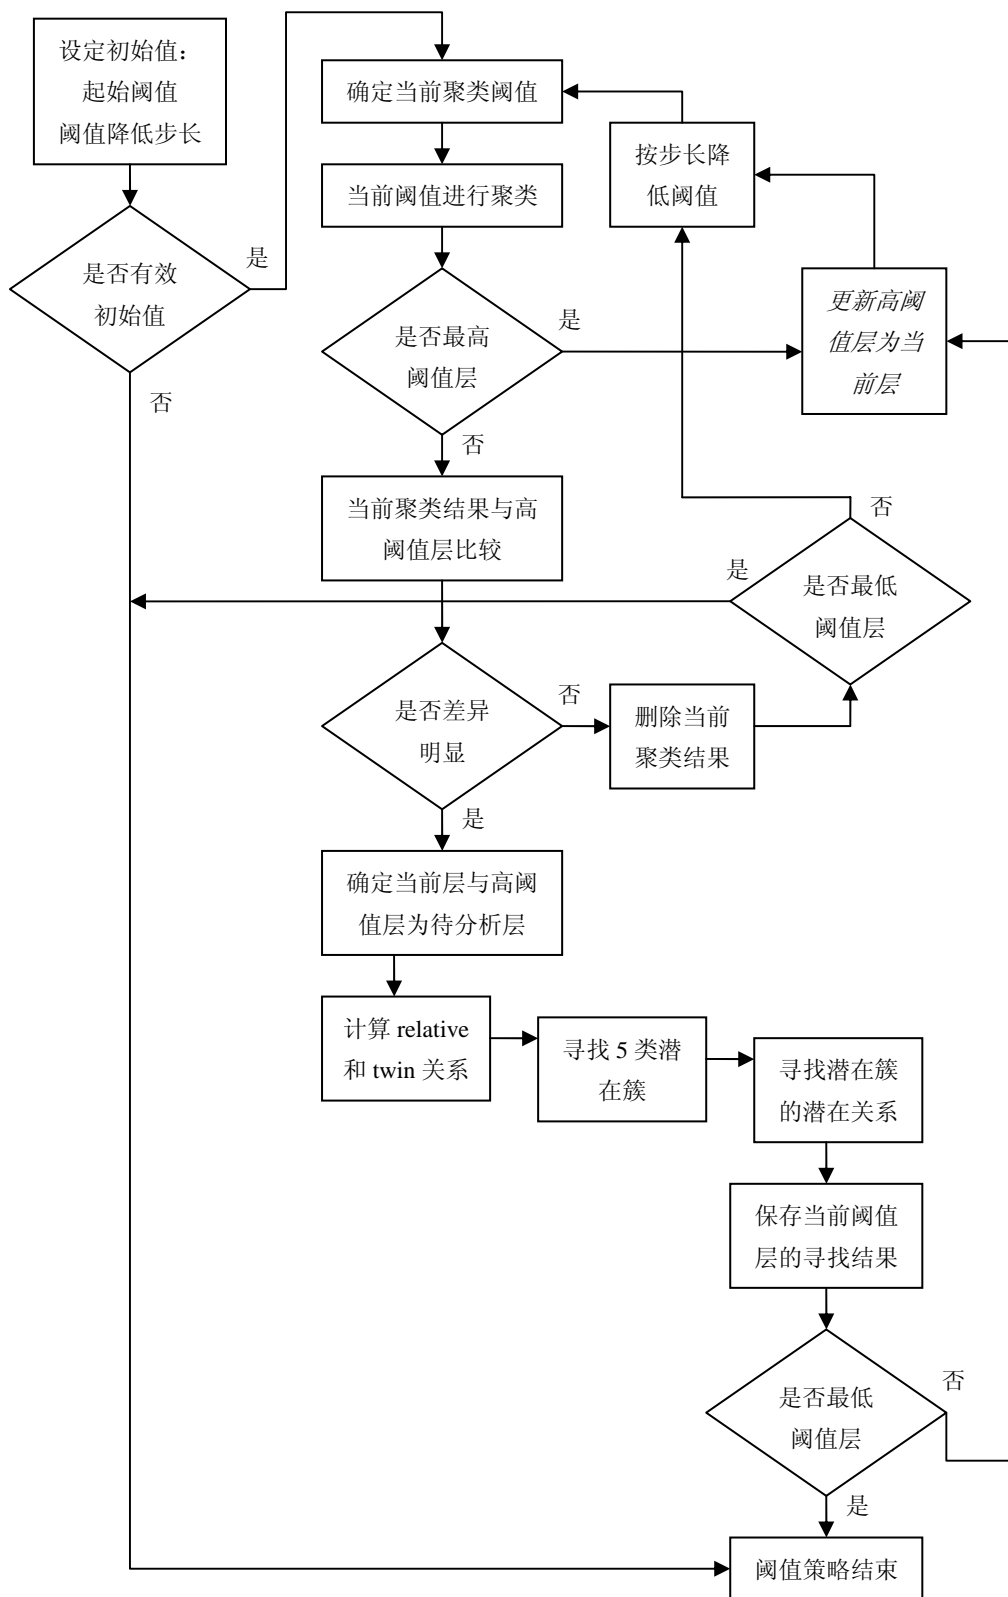 设定初始值：
起始阈值
阈值降低步长
是否有效
初始值
是
否
确定当前聚类阈值
当前阈值进行聚类
是否最高
阈值层
是
否
按步长降
低阈值
更新高阈
值层为当
前层
当前聚类结果与高
阈值层比较
否
是
是否最低
阈值层
是否差异
明显
否
删除当前
聚类结果
是
确定当前层与高阈
值层为待分析层
计算 relative
和 twin 关系
寻找 5 类潜
在簇
寻找潜在簇
的潜在关系
保存当前阈值
层的寻找结果
是否最低
阈值层
否
是
阈值策略结束